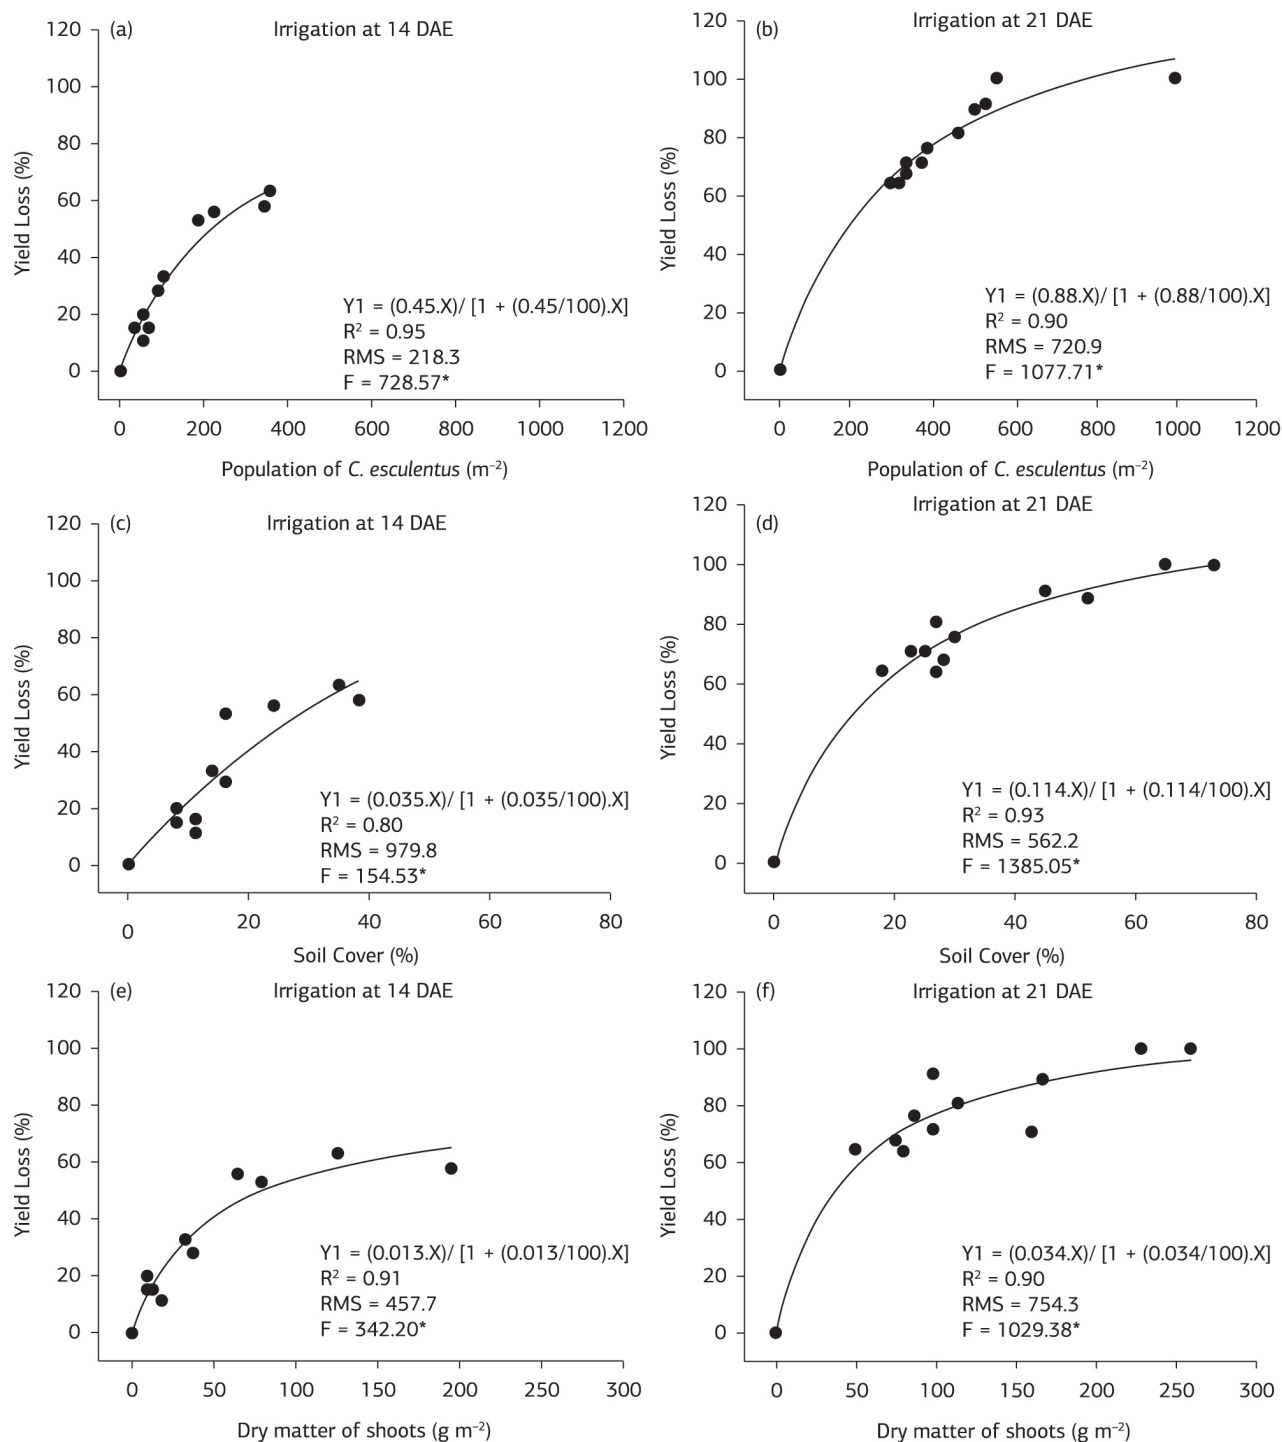 (a) Irrigation at 14 DAE
120
100
80
60
40
20
0
Yield Loss (%)
Y1 = (0.45.X)/ [1 + (0.45/100).X]
R² = 0.95
RMS = 218.3
F = 728.57*
0 200 400 600 800 1000 1200
Population of C. esculentus (m⁻²)
(b) Irrigation at 21 DAE
120
100
80
60
40
20
0
Yield Loss (%)
Y1 = (0.88.X)/ [1 + (0.88/100).X]
R² = 0.90
RMS = 720.9
F = 1077.71*
0 200 400 600 800 1000 1200
Population of C. esculentus (m⁻²)
(c) Irrigation at 14 DAE
120
100
80
60
40
20
0
Yield Loss (%)
Y1 = (0.035.X)/ [1 + (0.035/100).X]
R² = 0.80
RMS = 979.8
F = 154.53*
0 20 40 60 80
Soil Cover (%)
(d) Irrigation at 21 DAE
120
100
80
60
40
20
0
Yield Loss (%)
Y1 = (0.114.X)/ [1 + (0.114/100).X]
R² = 0.93
RMS = 562.2
F = 1385.05*
0 20 40 60 80
Soil Cover (%)
(e) Irrigation at 14 DAE
120
100
80
60
40
20
0
Yield Loss (%)
Y1 = (0.013.X)/ [1 + (0.013/100).X]
R² = 0.91
RMS = 457.7
F = 342.20*
0 50 100 150 200 250 300
Dry matter of shoots (g m⁻²)
(f) Irrigation at 21 DAE
120
100
80
60
40
20
0
Yield Loss (%)
Y1 = (0.034.X)/ [1 + (0.034/100).X]
R² = 0.90
RMS = 754.3
F = 1029.38*
0 50 100 150 200 250 300
Dry matter of shoots (g m⁻²)